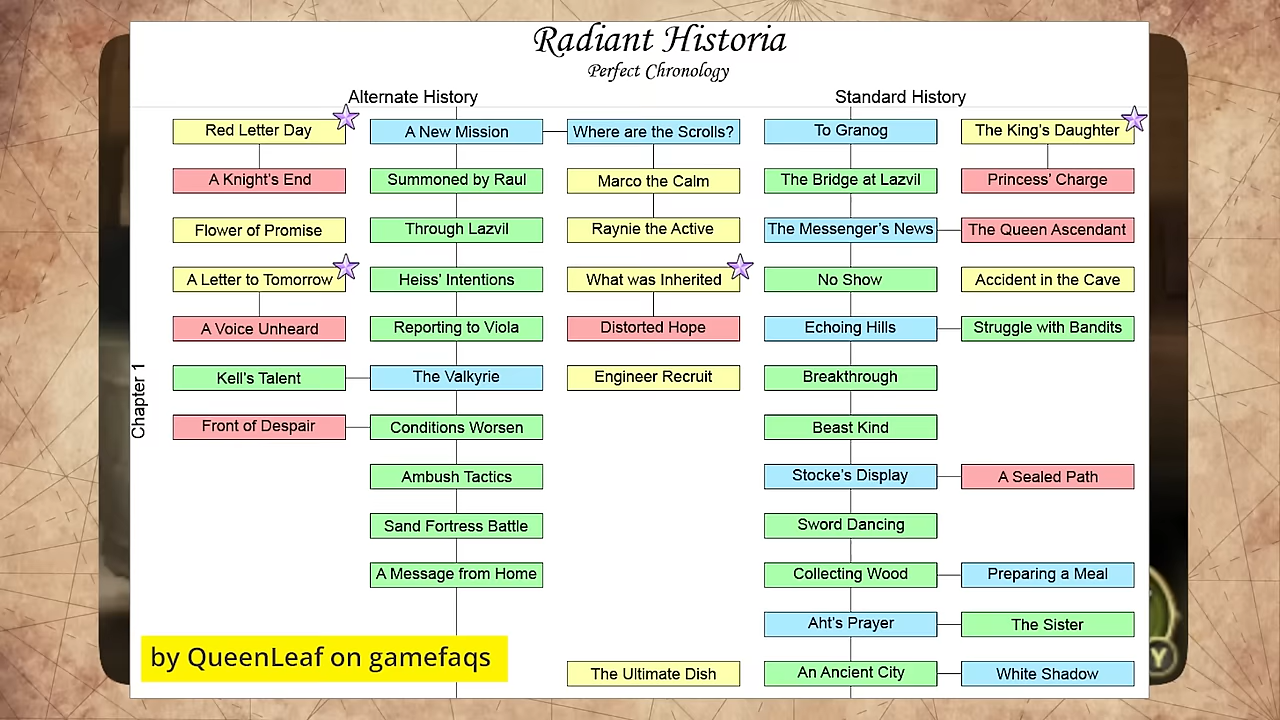 Radiant Historia
Perfect Chronology
Alternate History
Standard History
Red Letter Day
A New Mission
Where are the Scrolls?
To Granog
The King's Daughter
A Knight's End
Summoned by Raul
Marco the Calm
The Bridge at Lazvil
Princess' Charge
Flower of Promise
Through Lazvil
Raynie the Active
The Messenger's News
The Queen Ascendant
A Letter to Tomorrow
Heiss' Intentions
What was Inherited
No Show
Accident in the Cave
A Voice Unheard
Reporting to Viola
Distorted Hope
Echoing Hills
Struggle with Bandits
Chapter 1
Kell's Talent
The Valkyrie
Engineer Recruit
Breakthrough
Front of Despair
Conditions Worsen
Beast Kind
Ambush Tactics
Stocke's Display
A Sealed Path
Sand Fortress Battle
Sword Dancing
A Message from Home
Collecting Wood
Preparing a Meal
Aht's Prayer
The Sister
by QueenLeaf on gamefaqs
The Ultimate Dish
An Ancient City
White Shadow
Y